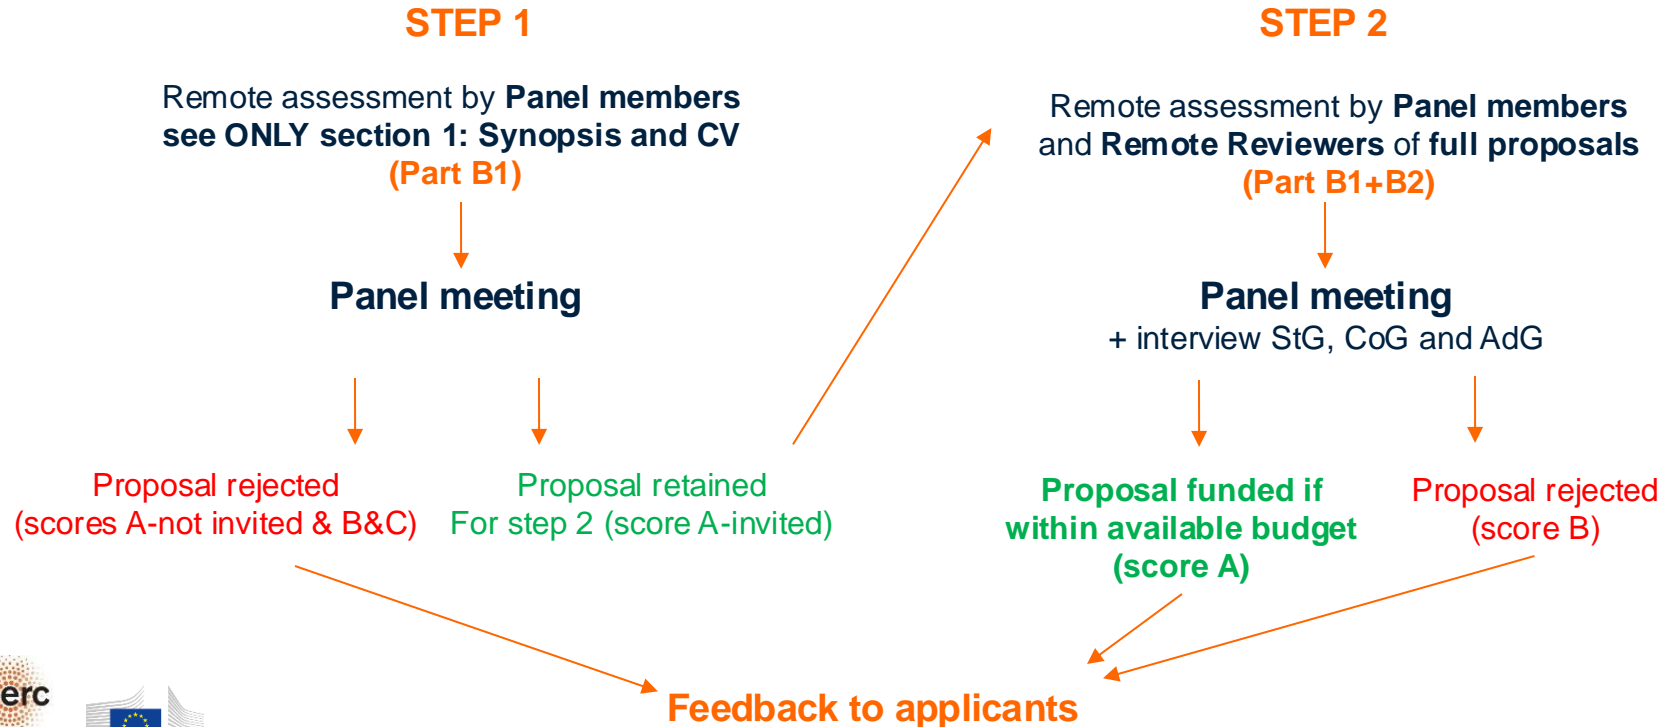 STEP 1
Remote assessment by Panel members
see ONLY section 1: Synopsis and CV
(Part B1)
Panel meeting
Proposal rejected
(scores A-not invited & B&C)
Proposal retained
For step 2 (score A-invited)
STEP 2
Remote assessment by Panel members
and Remote Reviewers of full proposals
(Part B1+B2)
Panel meeting
+ interview StG, CoG and AdG
Proposal funded if
within available budget
(score A)
Proposal rejected
(score B)
Feedback to applicants
erc